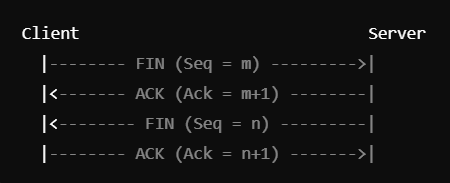 Client Server
|-------- FIN (Seq = m) --------->|
|<-------- ACK (Ack = m+1) --------|
|<-------- FIN (Seq = n) ---------|
|-------- ACK (Ack = n+1) ------->|